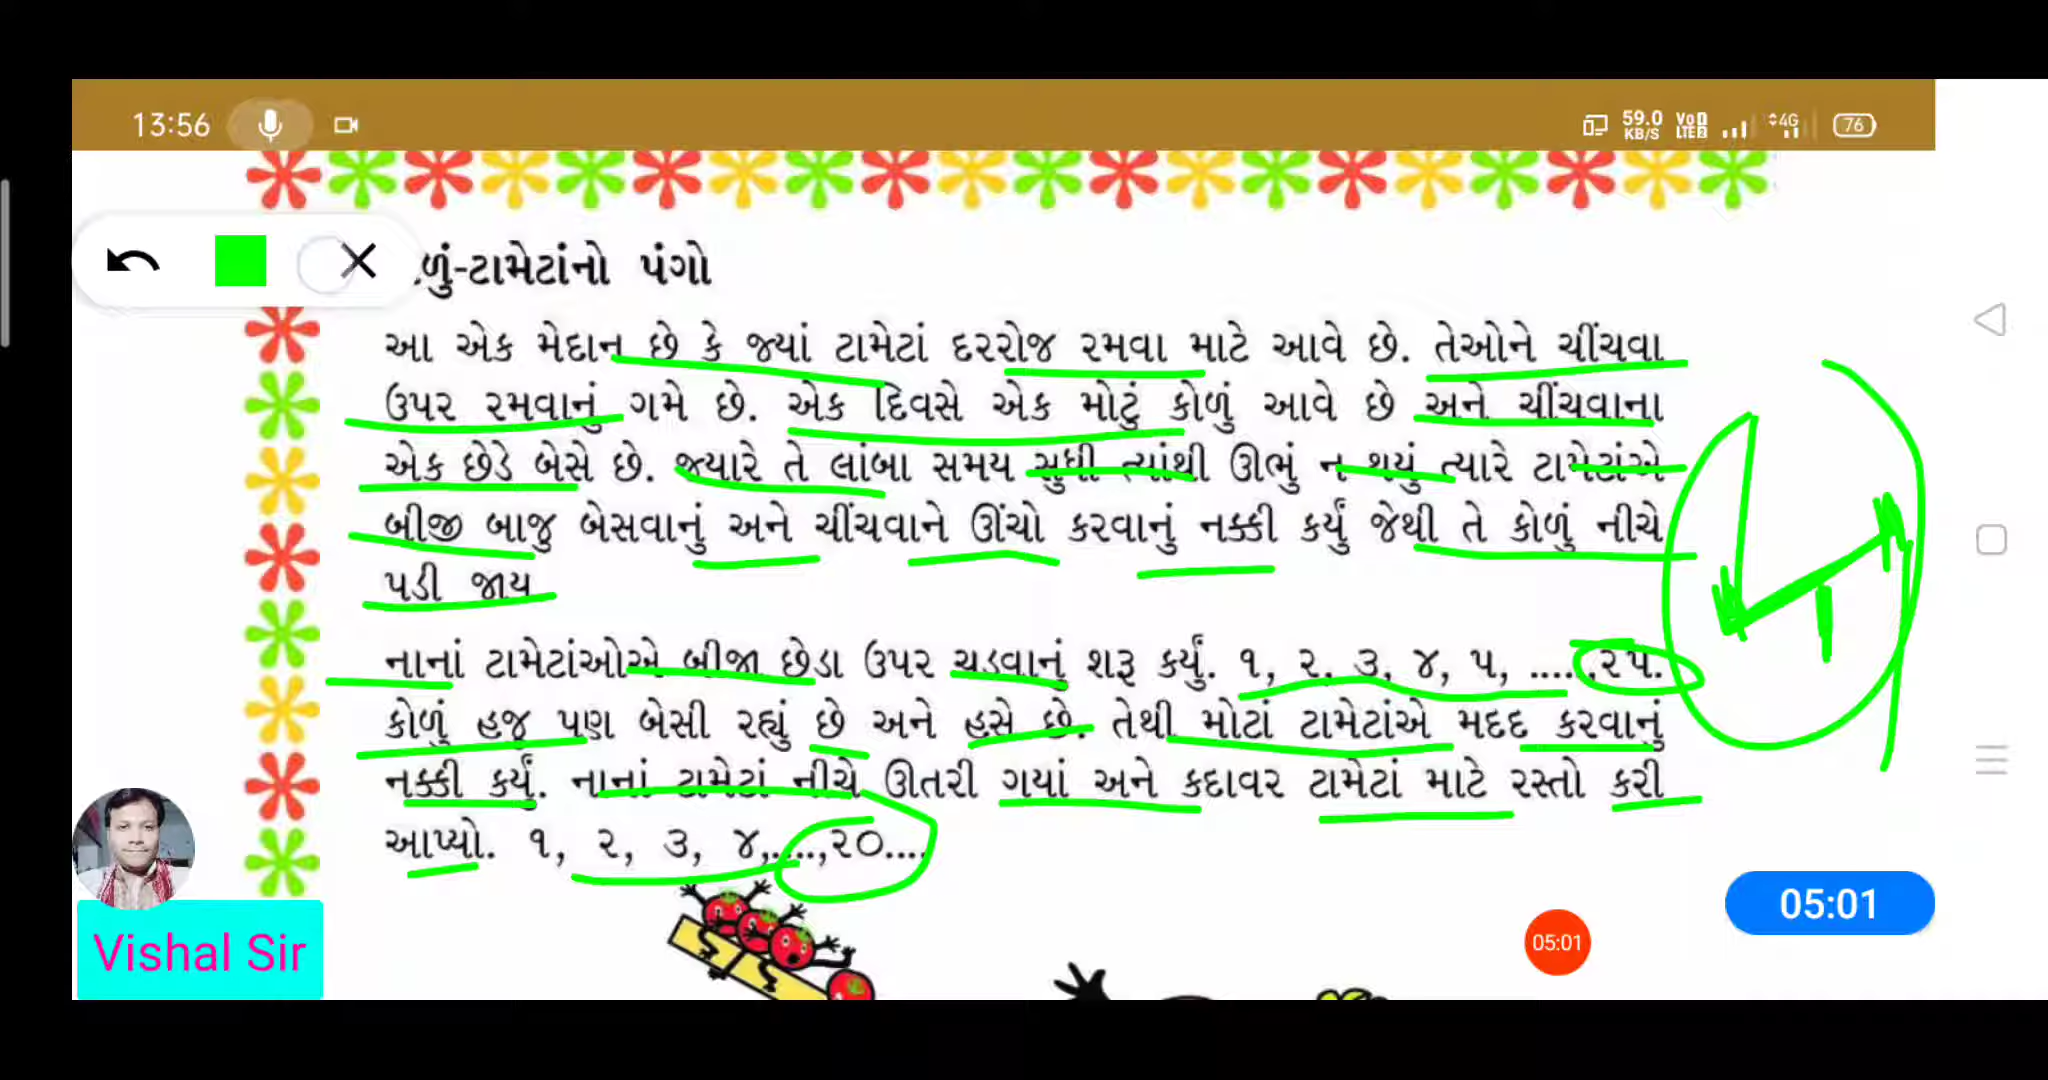 13:56
59.0 KB/S VoLTE2 4G 76
ળું-ટામેટાંનો પંગો
આ એક મેદાન છે કે જ્યાં ટામેટાં દરરોજ રમવા માટે આવે છે. તેઓને ચીંચવા
ઉપર રમવાનું ગમે છે. એક દિવસે એક મોટું કોળું આવે છે અને ચીંચવાના
એક છેડે બેસે છે. જ્યારે તે લાંબા સમય સુધી ત્યાંથી ઊભું ન થયું ત્યારે ટામેટાંએ
બીજી બાજુ બેસવાનું અને ચીંચવાને ઊંચો કરવાનું નક્કી કર્યું જેથી તે કોળું નીચે
પડી જાય
નાનાં ટામેટાંઓએ બીજા છેડા ઉપર ચડવાનું શરૂ કર્યું. ૧, ૨, ૩, ૪, ૫, ....,૨૫.
કોળું હજુ પણ બેસી રહ્યું છે અને હસે છે. તેથી મોટાં ટામેટાંએ મદદ કરવાનું
નક્કી કર્યું. નાનાં ટામેટાં નીચે ઊતરી ગયાં અને કદાવર ટામેટાં માટે રસ્તો કરી
આપ્યો. ૧, ૨, ૩, ૪,....,૨૦....
Vishal Sir
05:01
05:01